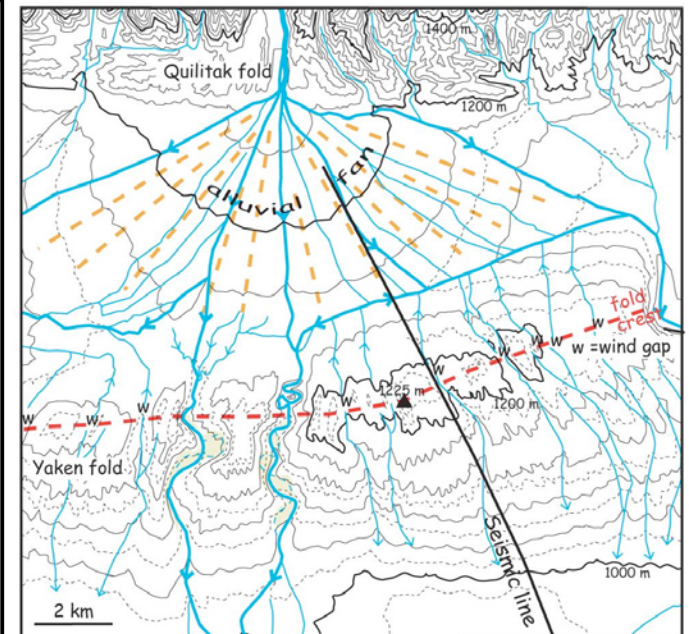 1400 m
Quilitak fold
1200 m
alluvial fan
fold
crest
w w w w w w w w w
w =wind gap
1225 m
1200 m
Yaken fold
Seismic line
1000 m
2 km